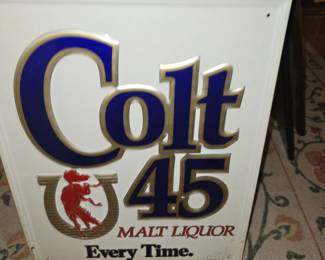 Colt
45
MALT LIQUOR
Every Time.